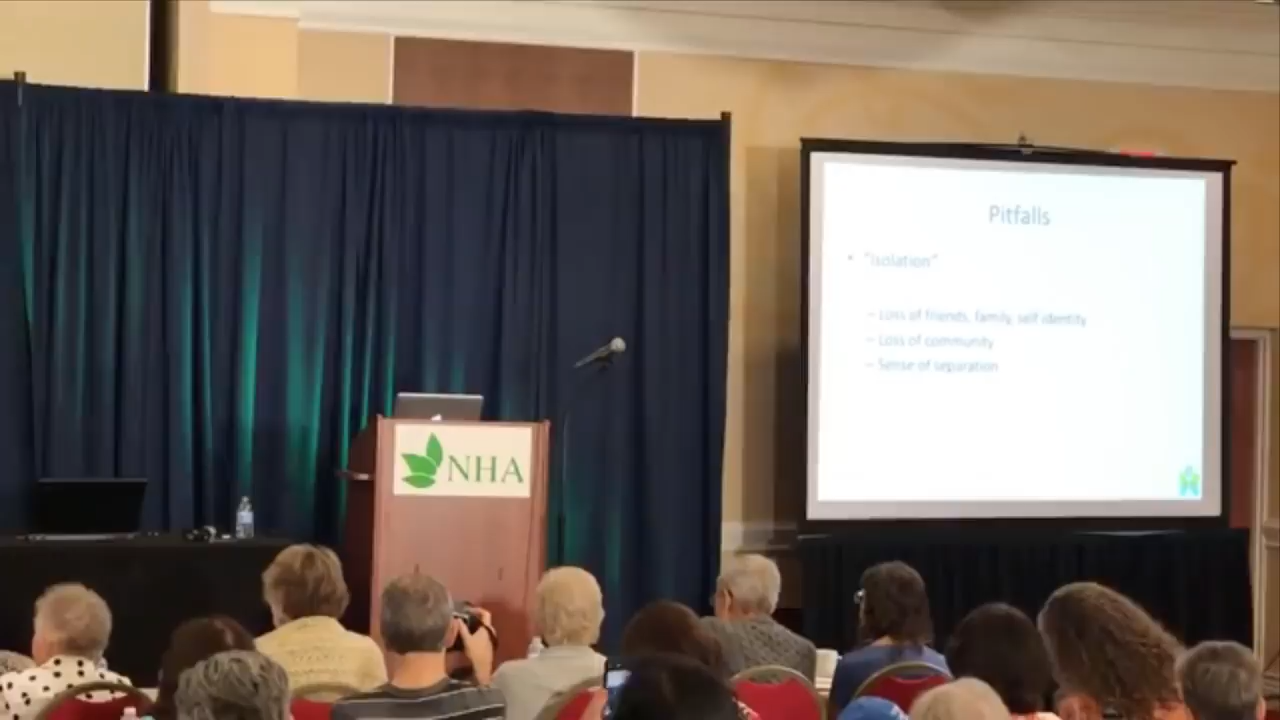 Pitfalls
• "Isolation"
– Loss of friends, family, self identity
– Loss of community
– Sense of separation
NHA